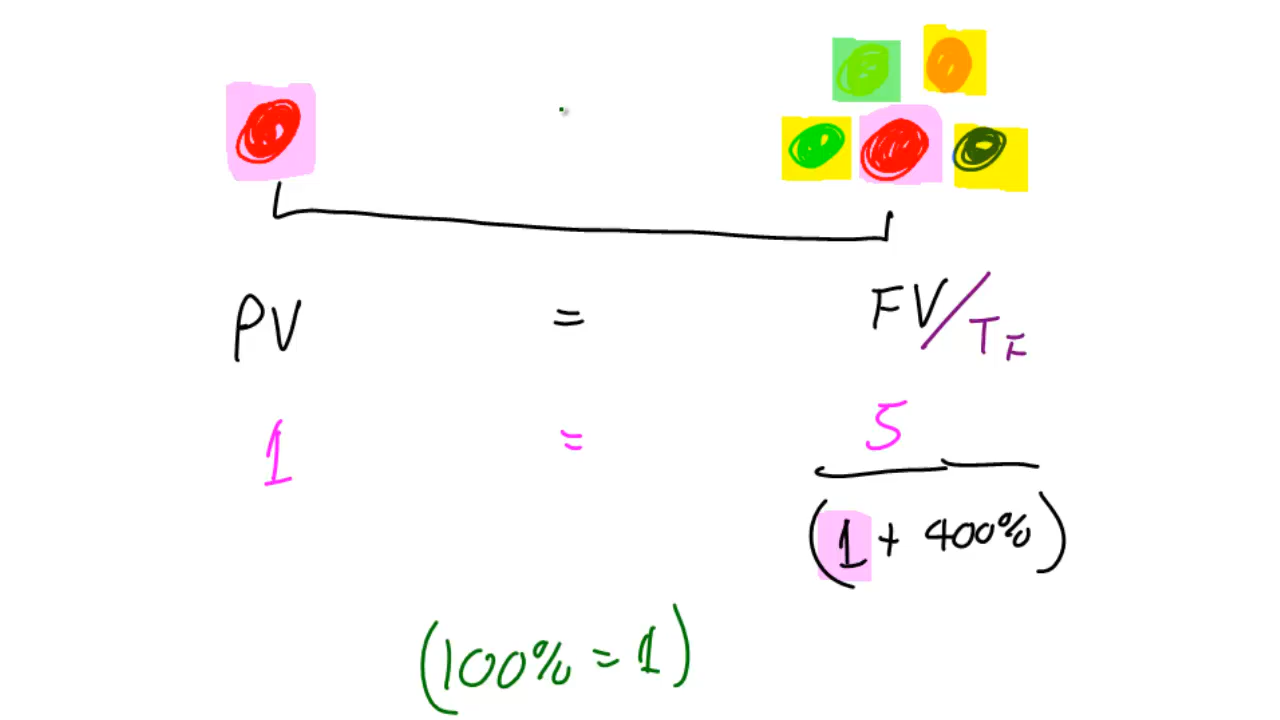 PV = FV/TF
1 = 5
(1 + 400%)
(100% = 1)